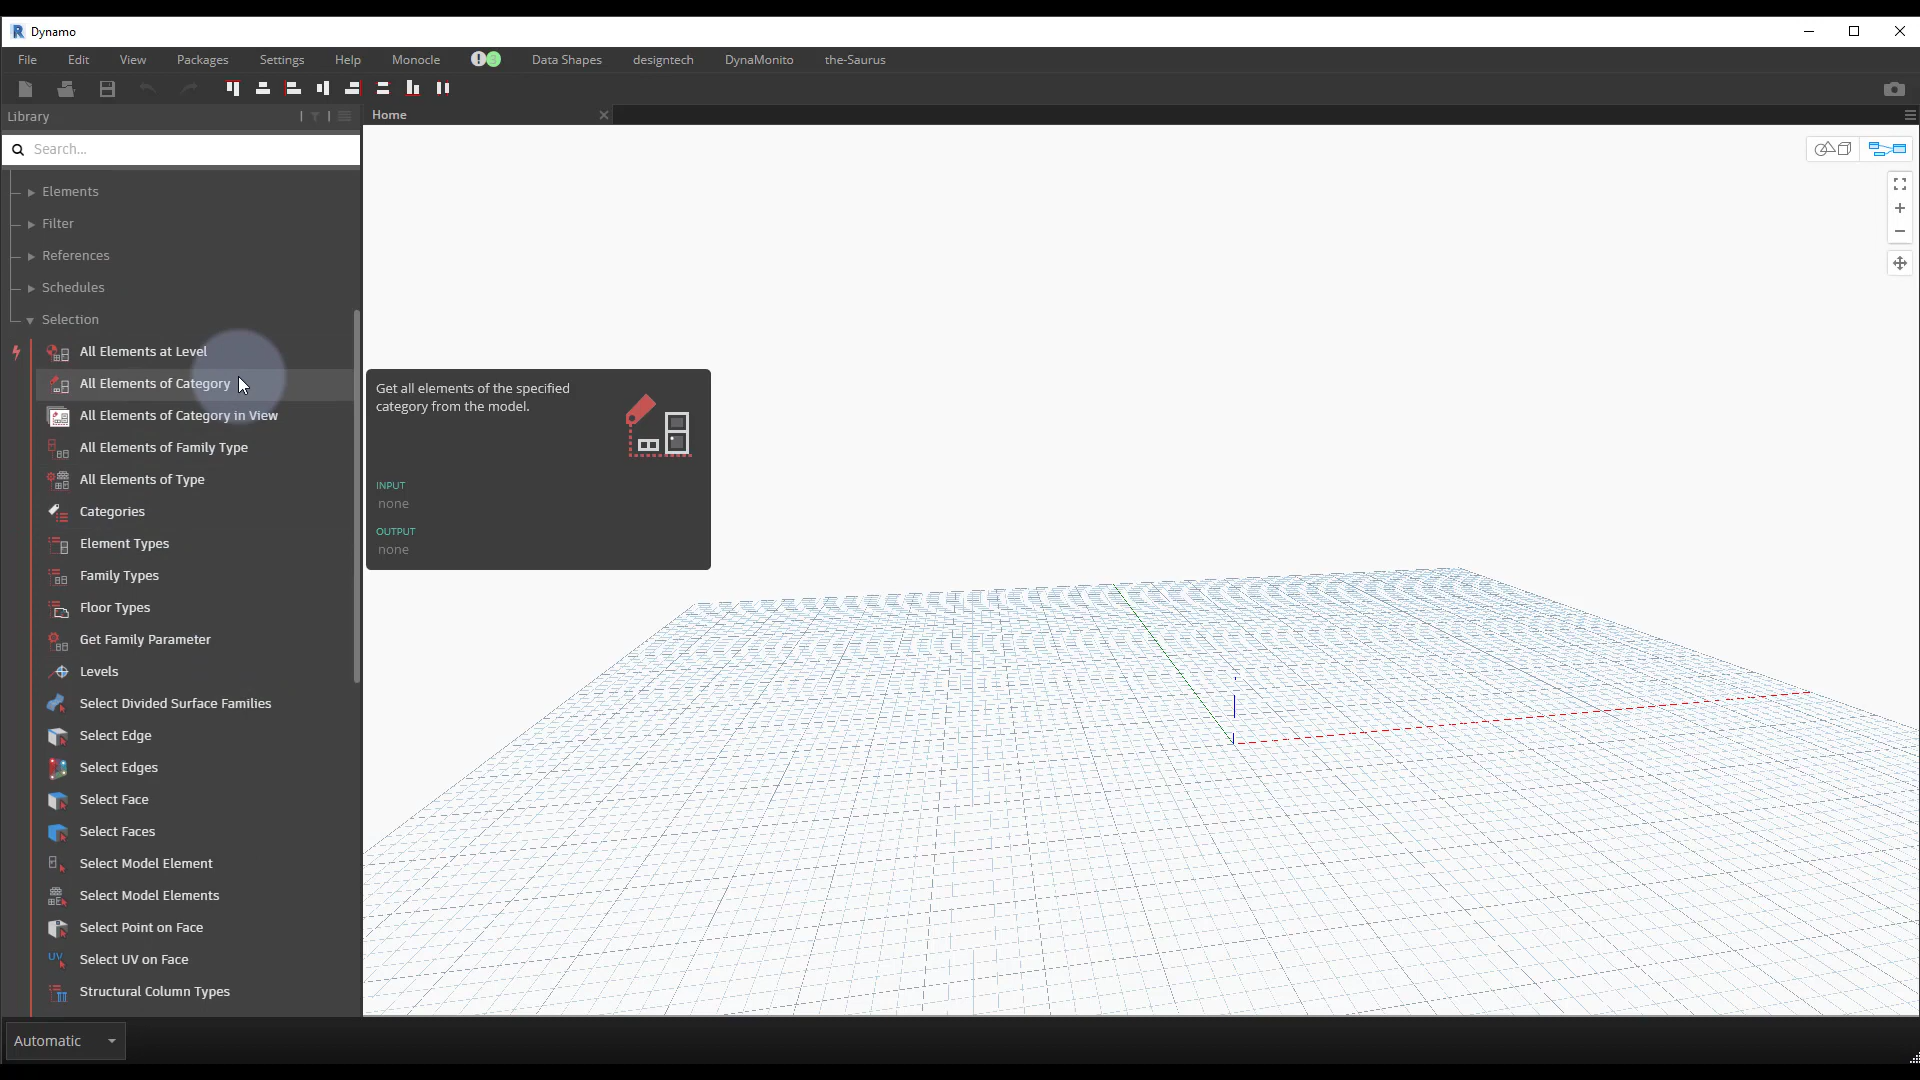 Dynamo
File Edit View Packages Settings Help Monocle ! 3 Data Shapes designtech DynaMonito the-Saurus
Library
Home
Search...
Elements
Filter
References
Schedules
Selection
All Elements at Level
All Elements of Category
All Elements of Category in View
All Elements of Family Type
All Elements of Type
Categories
Element Types
Family Types
Floor Types
Get Family Parameter
Levels
Select Divided Surface Families
Select Edge
Select Edges
Select Face
Select Faces
Select Model Element
Select Model Elements
Select Point on Face
UV Select UV on Face
Structural Column Types
Get all elements of the specified
category from the model.
INPUT
none
OUTPUT
none
Automatic